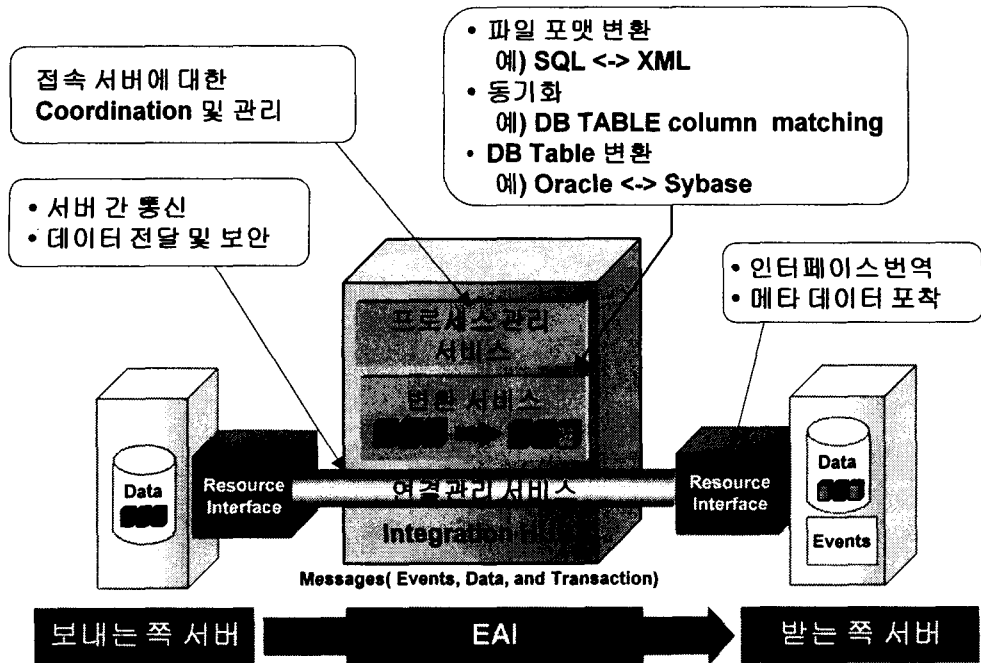 • 파일 포맷 변환
예) SQL <-> XML
• 동기화
예) DB TABLE column matching
• DB Table 변환
예) Oracle <-> Sybase
접속 서버에 대한
Coordination 및 관리
• 서버 간 통신
• 데이터 전달 및 보안
• 인터페이스번역
• 메타 데이터 포착
프로세스관리
서비스
변환 서비스
연결관리 서비스
Integration
Data
Resource
Interface
Resource
Interface
Data
Events
Messages( Events, Data, and Transaction)
보내는 쪽 서버
EAI
받는 쪽 서버